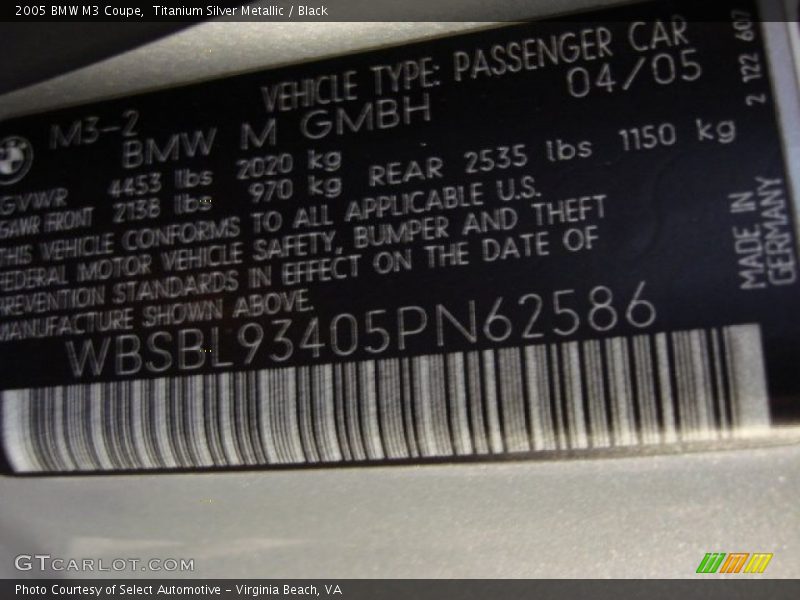 2005 BMW M3 Coupe,  Titanium Silver Metallic / Black
VEHICLE TYPE: PASSENGER CAR
M3-2
BMW M GMBH 04/05
GVWR 4453 lbs 2020 kg
GAWR FRONT 2138 lbs 970 kg REAR 2535 lbs 1150 kg
THIS VEHICLE CONFORMS TO ALL APPLICABLE U.S.
FEDERAL MOTOR VEHICLE SAFETY, BUMPER AND THEFT
PREVENTION STANDARDS IN EFFECT ON THE DATE OF
MANUFACTURE SHOWN ABOVE.
WBSBL93405PN62586
2 122 607
MADE IN
GERMANY
GTCARLOT.COM
Photo Courtesy of Select Automotive – Virginia Beach, VA